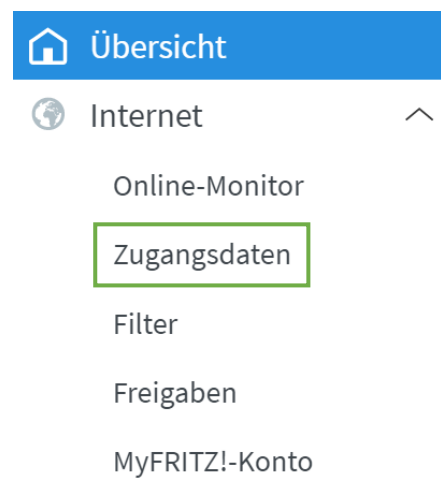 Übersicht
Internet
Online-Monitor
Zugangsdaten
Filter
Freigaben
MyFRITZ!-Konto